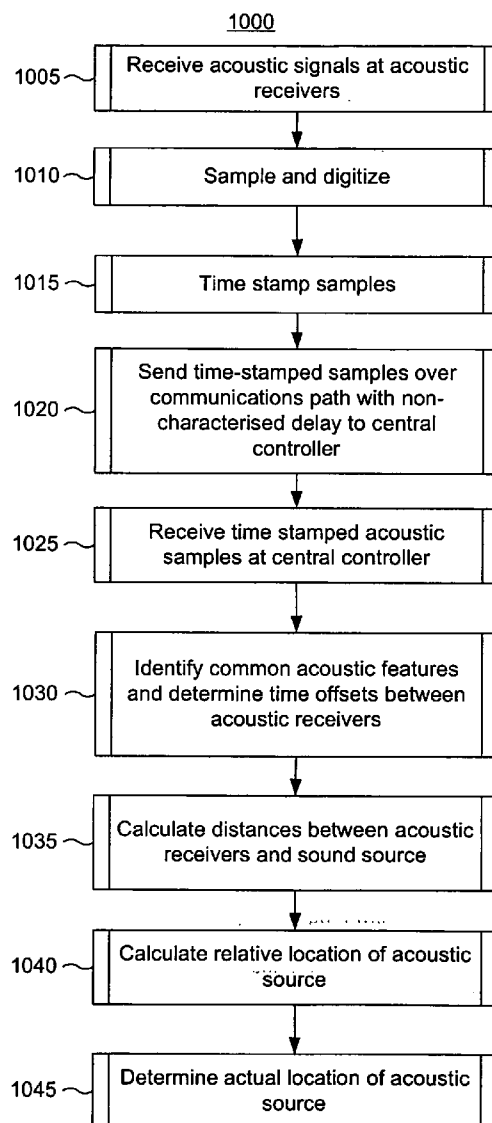 1000
1005
Receive acoustic signals at acoustic
receivers
1010
Sample and digitize
1015
Time stamp samples
1020
Send time-stamped samples over
communications path with non-
characterised delay to central
controller
1025
Receive time stamped acoustic
samples at central controller
1030
Identify common acoustic features
and determine time offsets between
acoustic receivers
1035
Calculate distances between acoustic
receivers and sound source
1040
Calculate relative location of acoustic
source
1045
Determine actual location of acoustic
source